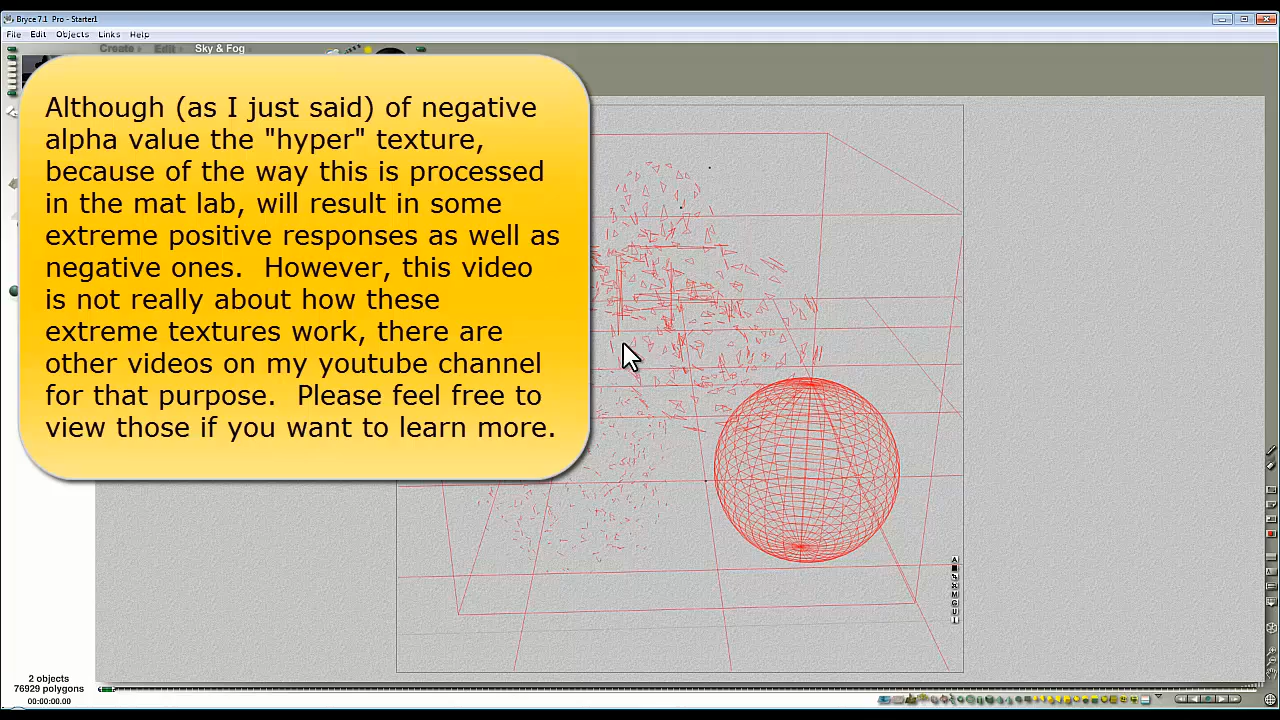 Bryce 7.1 Pro - Starter1
File Edit Objects Links Help
Create Edit Sky & Fog
Although (as I just said) of negative
alpha value the "hyper" texture,
because of the way this is processed
in the mat lab, will result in some
extreme positive responses as well as
negative ones. However, this video
is not really about how these
extreme textures work, there are
other videos on my youtube channel
for that purpose. Please feel free to
view those if you want to learn more.
A
M
G
U
I
2 objects
76929 polygons
00:00:00.00